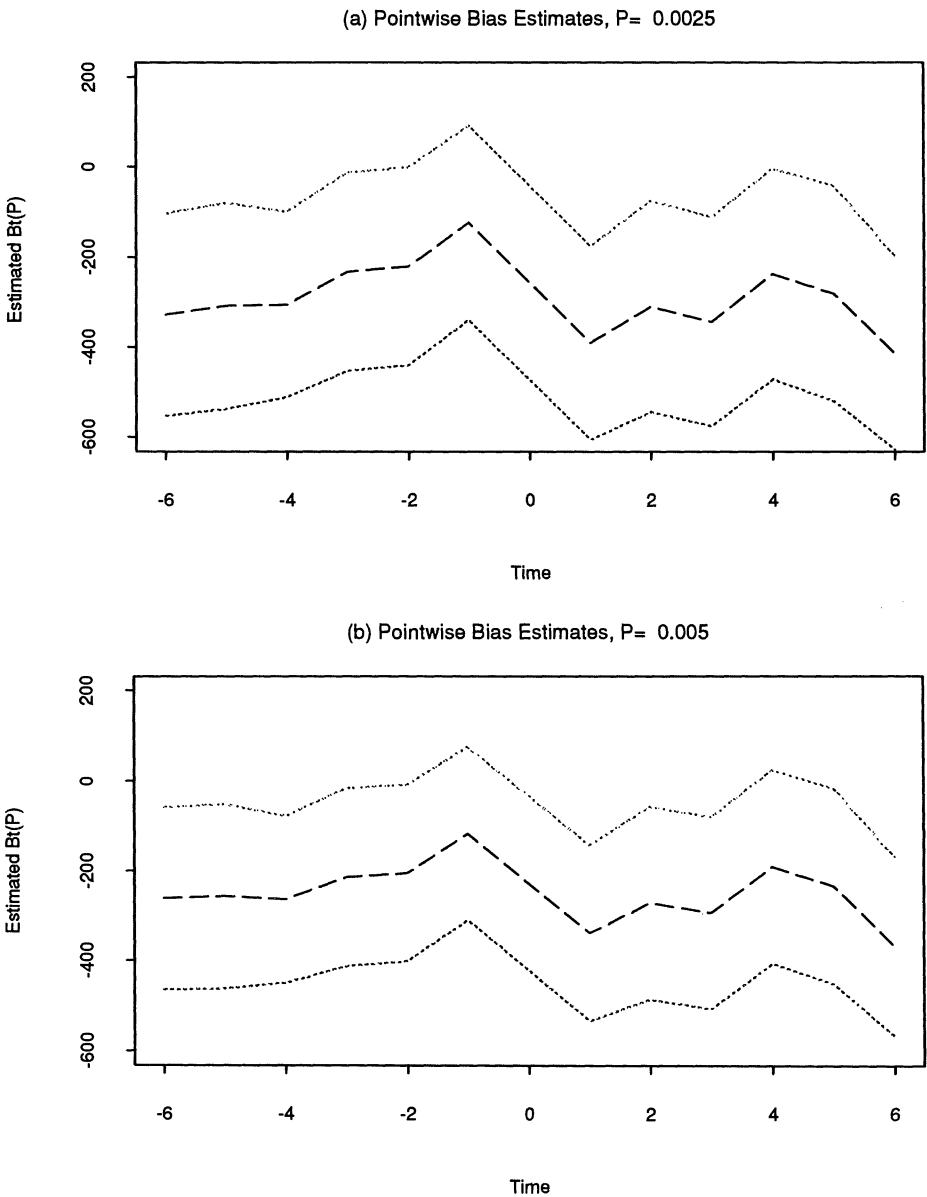 (a) Pointwise Bias Estimates, P= 0.0025
200
0
-200
-400
-600
Estimated Bt(P)
-6 -4 -2 0 2 4 6
Time
(b) Pointwise Bias Estimates, P= 0.005
200
0
-200
-400
-600
Estimated Bt(P)
-6 -4 -2 0 2 4 6
Time